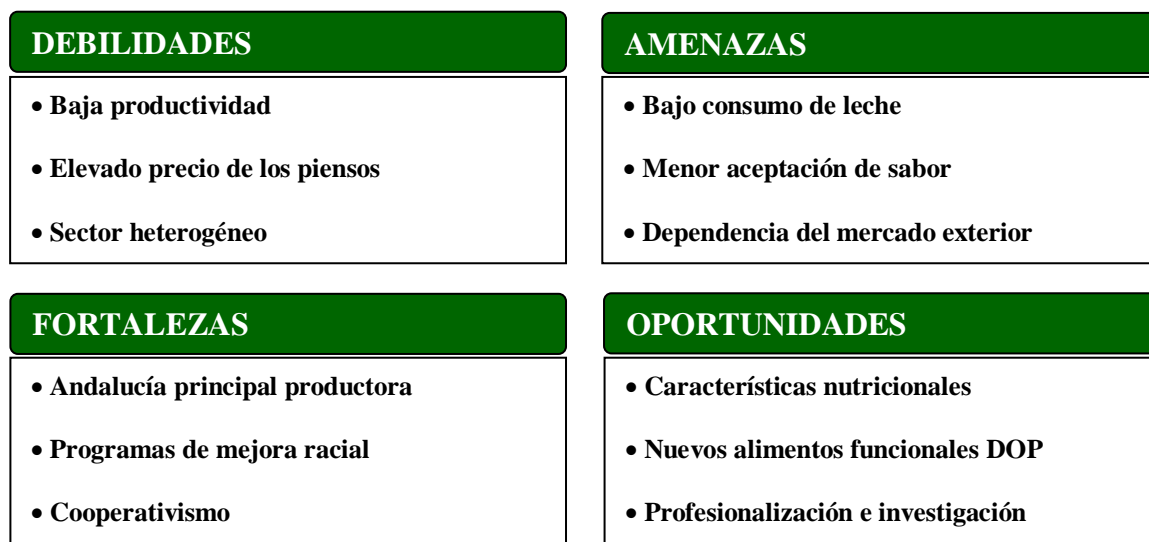 DEBILIDADES
• Baja productividad
• Elevado precio de los piensos
• Sector heterogéneo
AMENAZAS
• Bajo consumo de leche
• Menor aceptación de sabor
• Dependencia del mercado exterior
FORTALEZAS
• Andalucía principal productora
• Programas de mejora racial
• Cooperativismo
OPORTUNIDADES
• Características nutricionales
• Nuevos alimentos funcionales DOP
• Profesionalización e investigación